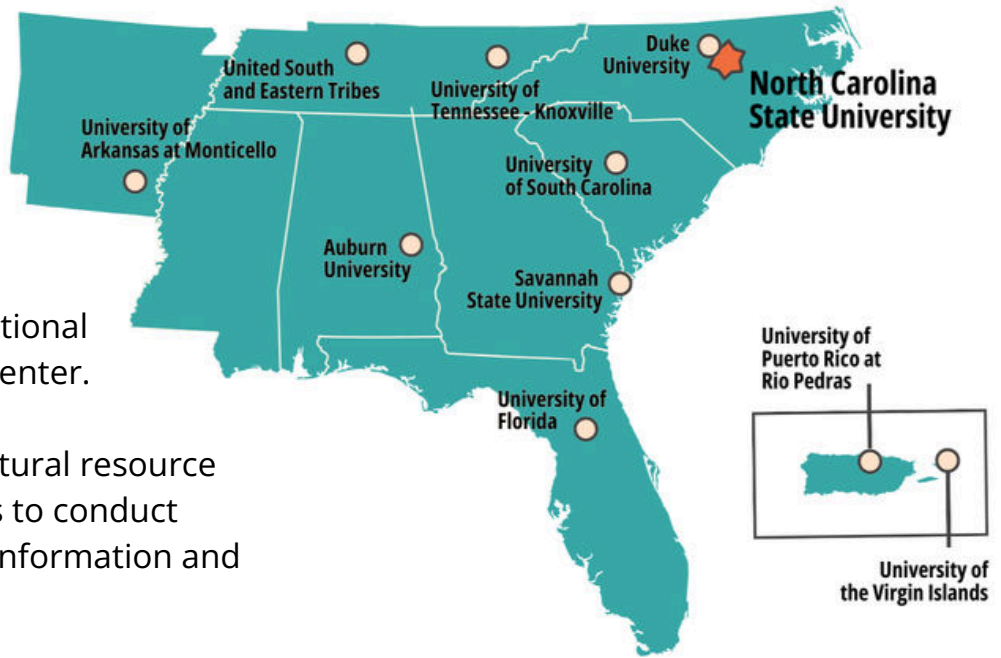 Duke
University
North Carolina
State University
United South
and Eastern Tribes
University of
Tennessee - Knoxville
University of
Arkansas at Monticello
University
of South Carolina
Auburn
University
Savannah
State University
University of
Florida
University of
Puerto Rico at
Rio Pedras
University of
the Virgin Islands
tional
enter.
tural resource
s to conduct
nformation and